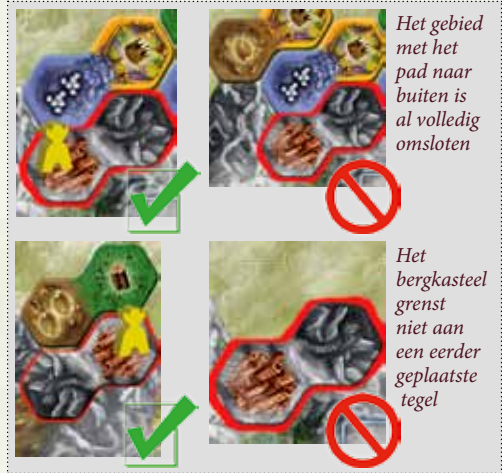 Het gebied
met het
pad naar
buiten is
al volledig
omsloten
Het
bergkasteel
grenst
niet aan
een eerder
geplaatste
tegel